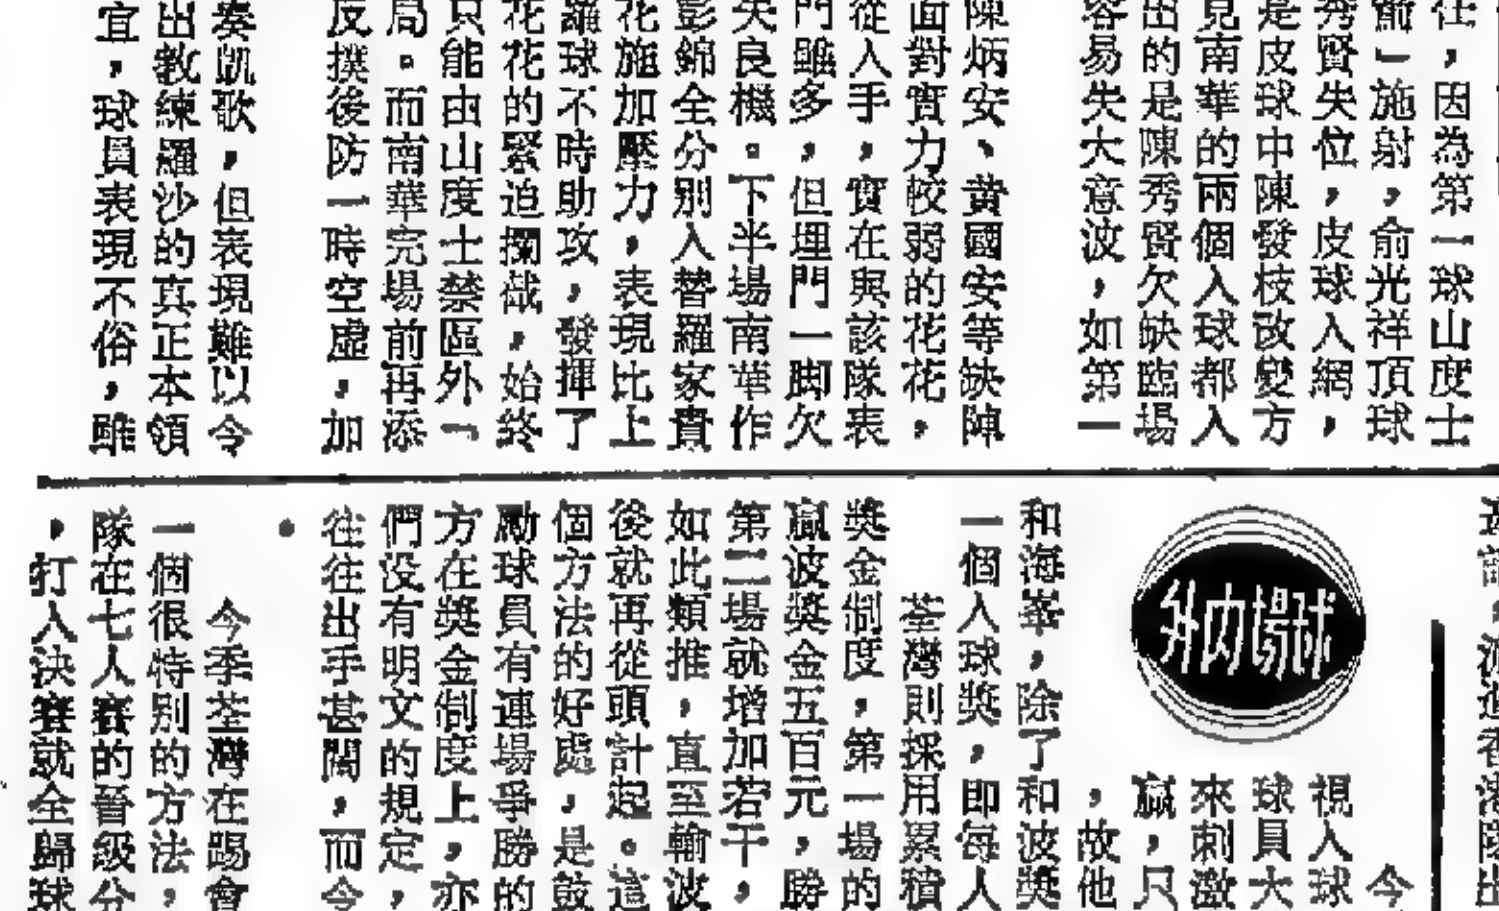 仕，因為第一球山度士
箭」施射，俞光祥頂球
秀賢失位，皮球入網，
是皮球中陳發枝改變方
見南華的兩個入球都入
出的是陳秀賢欠缺臨場
容易失大意波，如第一
陳炳安、黃國安等缺陣
面對實力較弱的花花，
從入手，實在與該隊表
門雖多，但埋門一脚欠
失良機。下半場南華作
彭錦全分別入替羅家貴
花施加壓力，表現比上
羅球不時助攻，發揮了
花花的緊迫攔截，始終
只能由山度士禁區外「
局。而南華完場前再添
反撲後防一時空虛，加
奏凱歌，但表現難以令
出教練羅沙的真正本領
宜，球員表現不俗，雖
球場內外
今
視入球
球員大
來刺激
贏，只
，故他
和海峯，除了和波獎
一個入球獎，即每人
荃灣則採用累積
獎金制度，第一場的
贏波獎金五百元，勝
第二場就增加若干，
如此類推，直至輸波
後就再從頭計起。這
個方法的好處，是鼓
勵球員有連場爭勝的
方在獎金制度上，亦
們没有明文的規定，
往往出手甚闊，而令
•
今季荃灣在踢會
一個很特別的方法，
隊在七人賽的晉級分
，打入決賽就全歸球